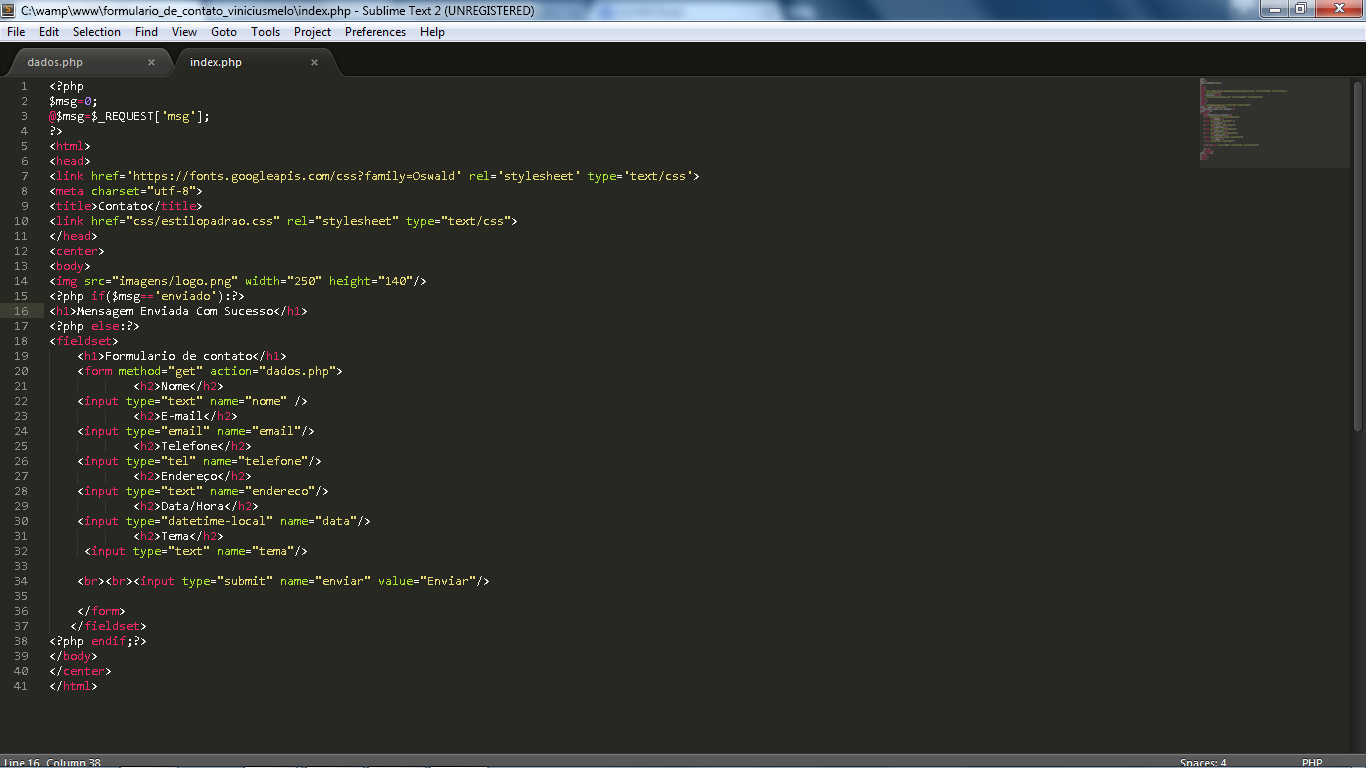 C:\wamp\www\formulario_de_contato_viniciusmelo\index.php - Sublime Text 2 (UNREGISTERED)
File Edit Selection Find View Goto Tools Project Preferences Help
dados.php × index.php ×
1 <?php
2 $msg=0;
3 @$msg=$_REQUEST['msg'];
4 ?>
5 <html>
6 <head>
7 <link href='https://fonts.googleapis.com/css?family=Oswald' rel='stylesheet' type='text/css'>
8 <meta charset="utf-8">
9 <title>Contato</title>
10 <link href="css/estilopadrao.css" rel="stylesheet" type="text/css">
11 </head>
12 <center>
13 <body>
14 <img src="imagens/logo.png" width="250" height="140"/>
15 <?php if($msg=='enviado'):?>
16 <h1>Mensagem Enviada Com Sucesso</h1>
17 <?php else:?>
18 <fieldset>
19 <h1>Formulario de contato</h1>
20 <form method="get" action="dados.php">
21 <h2>Nome</h2>
22 <input type="text" name="nome" />
23 <h2>E-mail</h2>
24 <input type="email" name="email"/>
25 <h2>Telefone</h2>
26 <input type="tel" name="telefone"/>
27 <h2>Endereço</h2>
28 <input type="text" name="endereco"/>
29 <h2>Data/Hora</h2>
30 <input type="datetime-local" name="data"/>
31 <h2>Tema</h2>
32 <input type="text" name="tema"/>
33
34 <br><br><input type="submit" name="enviar" value="Enviar"/>
35
36 </form>
37 </fieldset>
38 <?php endif;?>
39 </body>
40 </center>
41 </html>
Line 16, Column 38 Spaces: 4 PHP